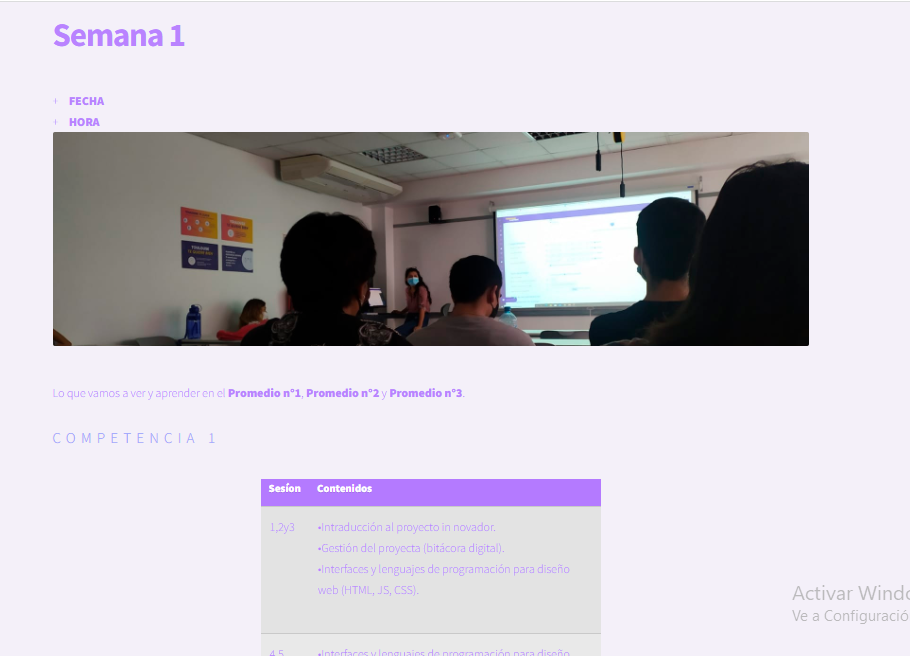 Semana 1
+ FECHA
+ HORA
Lo que vamos a ver y aprender en el Promedio n°1, Promedio n°2 y Promedio n°3.
COMPETENCIA 1
Sesíon Contenidos
1,2y3 •Intraducción al proyecto in novador.
•Gestión del proyecta (bitácora digital).
•Interfaces y lenguajes de programación para diseño
web (HTML, JS, CSS).
4,5 •Interfaces y lenguajes de programación para diseño
Activar Windo
Ve a Configuració